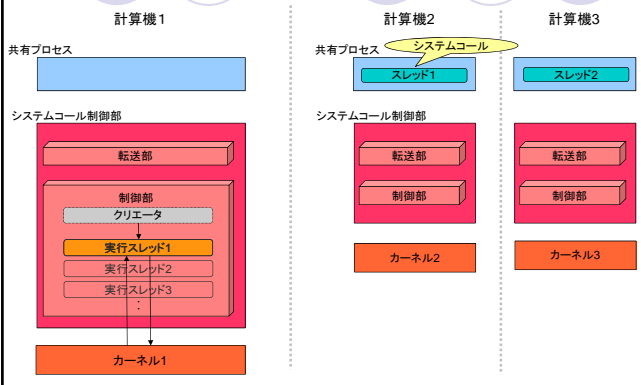 計算機1
共有プロセス
システムコール制御部
転送部
制御部
クリエータ
実行スレッド1
実行スレッド2
実行スレッド3
:
カーネル1
計算機2
共有プロセス
システムコール
スレッド1
システムコール制御部
転送部
制御部
カーネル2
計算機3
スレッド2
転送部
制御部
カーネル3